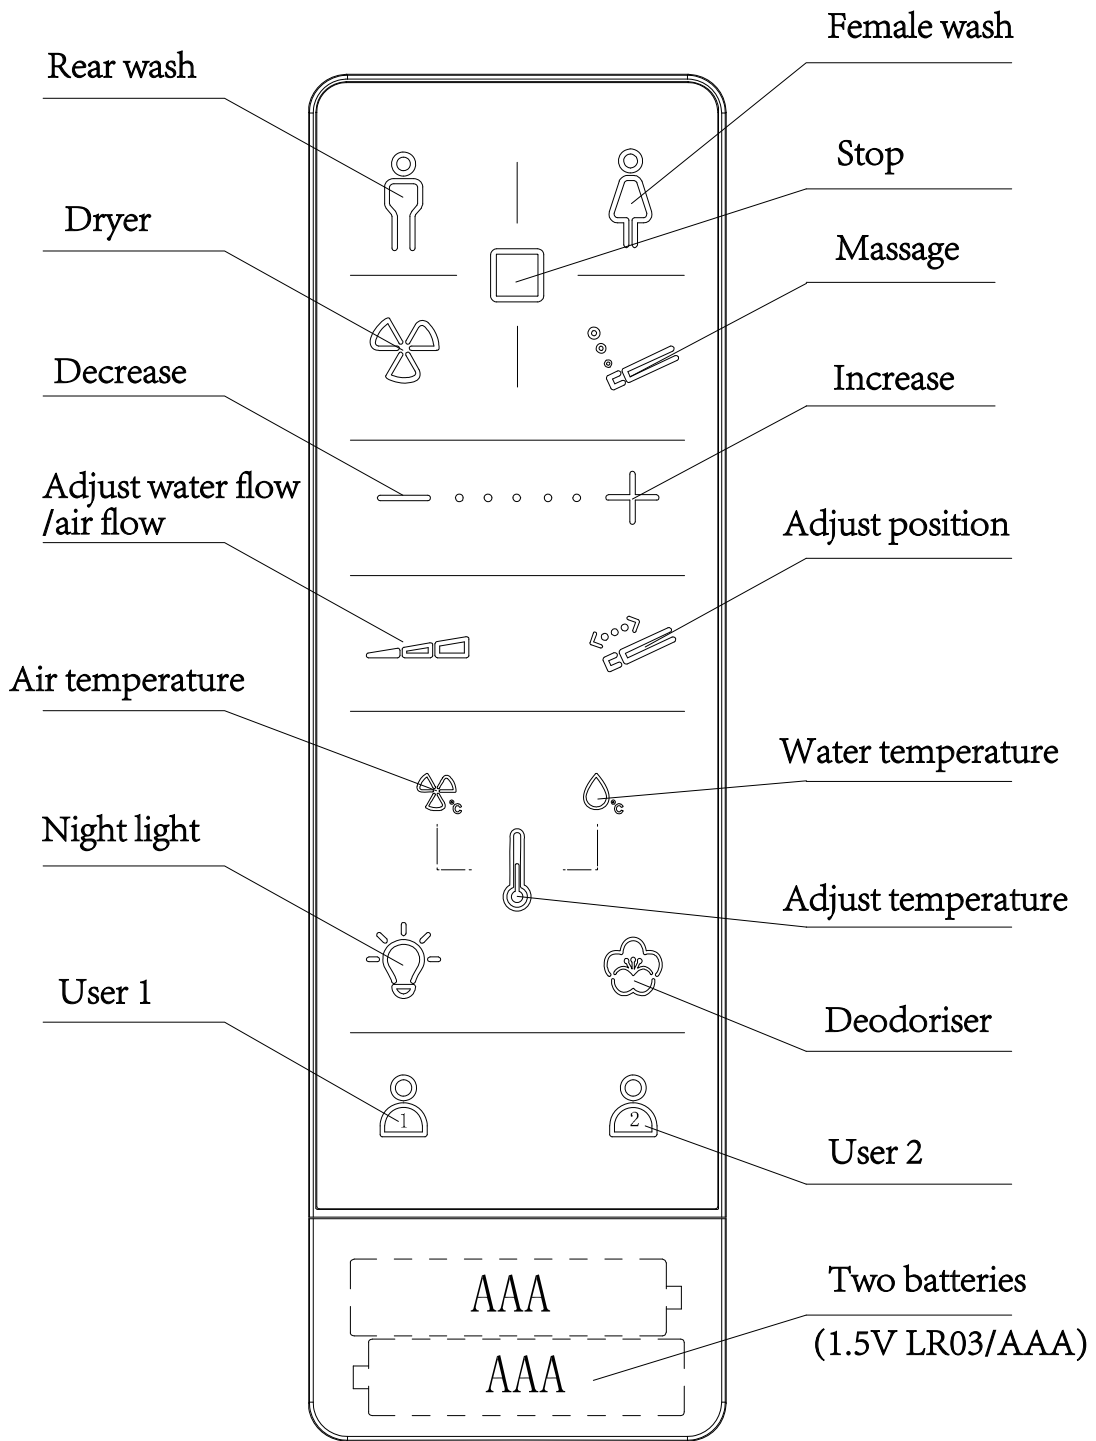 Female wash
Rear wash
Stop
Dryer
Massage
Decrease
Increase
Adjust water flow
/air flow
Adjust position
Air temperature
Water temperature
°C
°C
Night light
Adjust temperature
User 1
Deodoriser
1
2
User 2
AAA
Two batteries
(1.5V LR03/AAA)
AAA